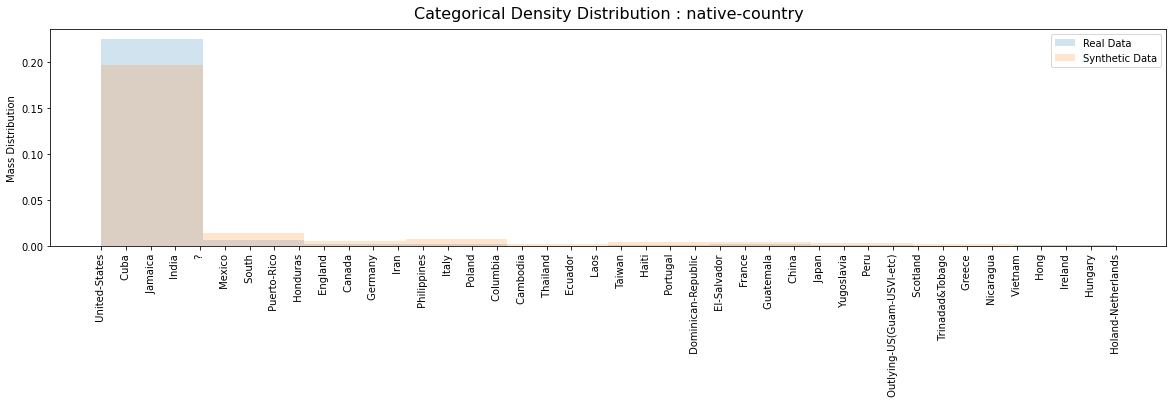 Categorical Density Distribution : native-country
Real Data
Synthetic Data
Mass Distribution
0.20
0.15
0.10
0.05
0.00
United-States
Cuba
Jamaica
India
?
Mexico
South
Puerto-Rico
Honduras
England
Canada
Germany
Iran
Philippines
Italy
Poland
Columbia
Cambodia
Thailand
Ecuador
Laos
Taiwan
Haiti
Portugal
Dominican-Republic
El-Salvador
France
Guatemala
China
Japan
Yugoslavia
Peru
Outlying-US(Guam-USVI-etc)
Scotland
Trinadad&Tobago
Greece
Nicaragua
Vietnam
Hong
Ireland
Hungary
Holand-Netherlands